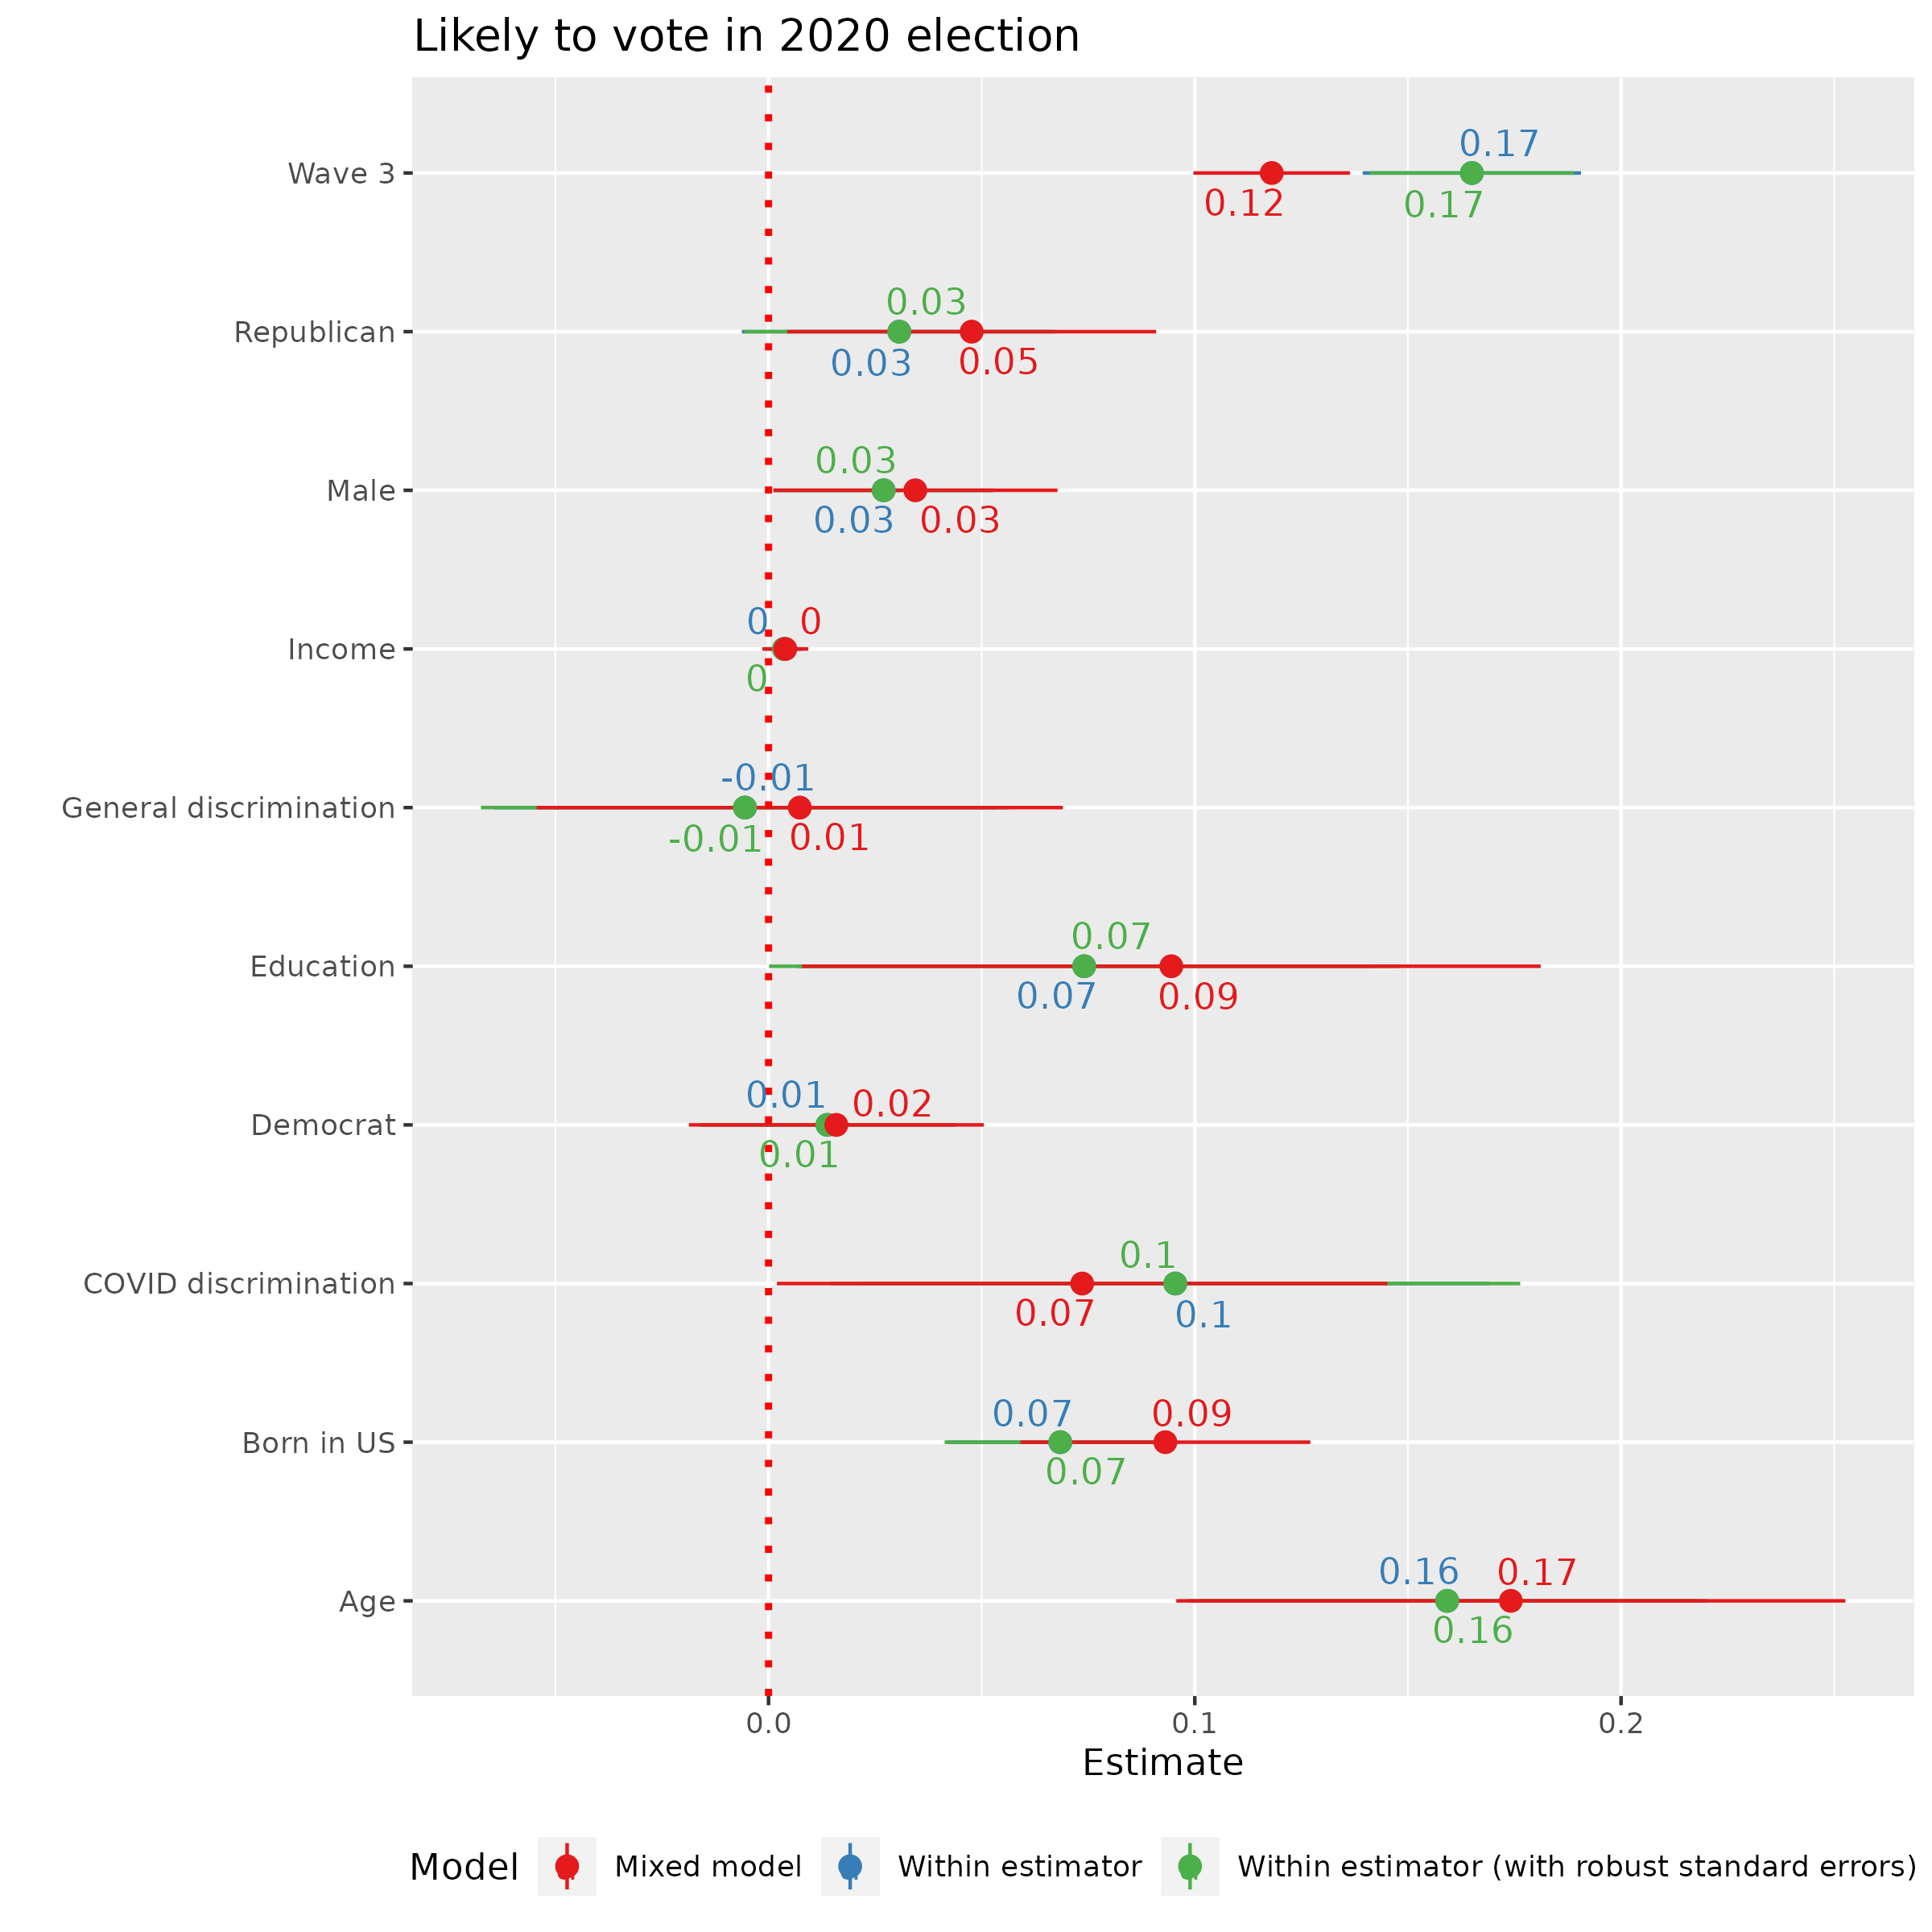 Likely to vote in 2020 election
Wave 3
0.17
0.12
0.17
Republican
0.03
0.03
0.05
Male
0.03
0.03
0.03
Income
0
0
0
General discrimination
-0.01
-0.01
0.01
Education
0.07
0.07
0.09
Democrat
0.01
0.02
0.01
COVID discrimination
0.1
0.07
0.1
Born in US
0.07
0.09
0.07
Age
0.16
0.17
0.16
0.0 0.1 0.2
Estimate
Model Mixed model Within estimator Within estimator (with robust standard errors)